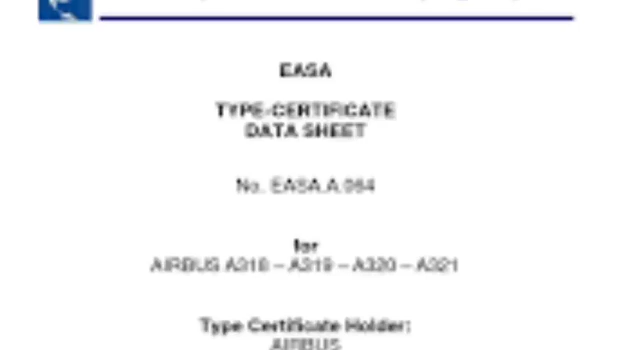 EASA
TYPE-CERTIFICATE
DATA SHEET
No. EASA.A.064
for
AIRBUS A318 – A319 – A320 – A321
Type Certificate Holder:
AIRBUS